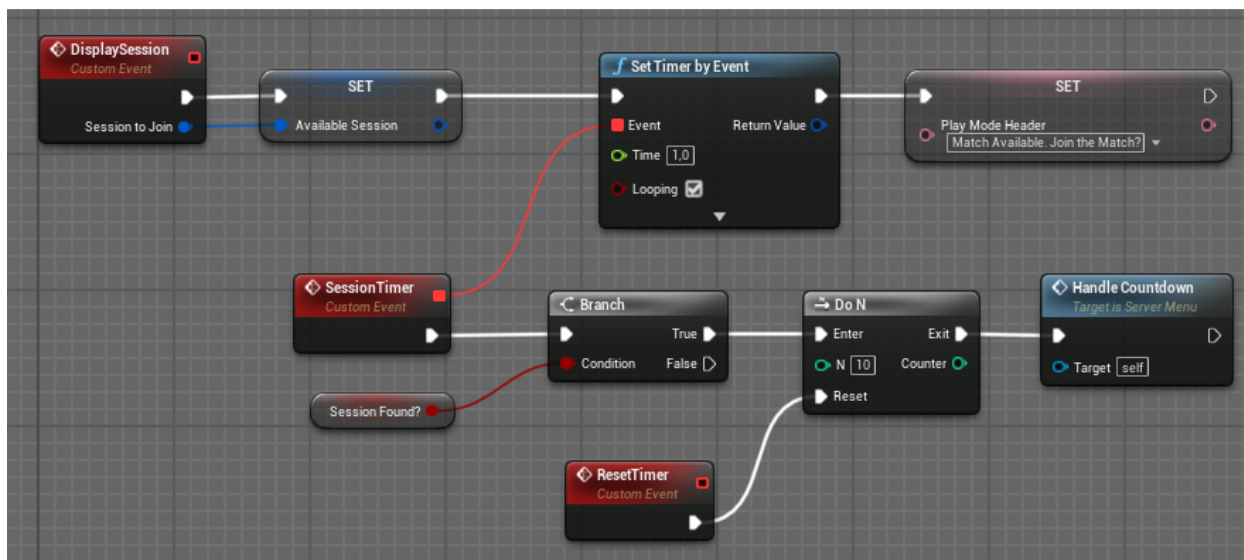 DisplaySession
Custom Event
Session to Join
SET
Available Session
Set Timer by Event
Event
Return Value
Time 1,0
Looping
SET
Play Mode Header
Match Available. Join the Match?
SessionTimer
Custom Event
Session Found?
Branch
True
Condition
False
Do N
Enter
Exit
N 10
Counter
Reset
Handle Countdown
Target is Server Menu
Target self
ResetTimer
Custom Event